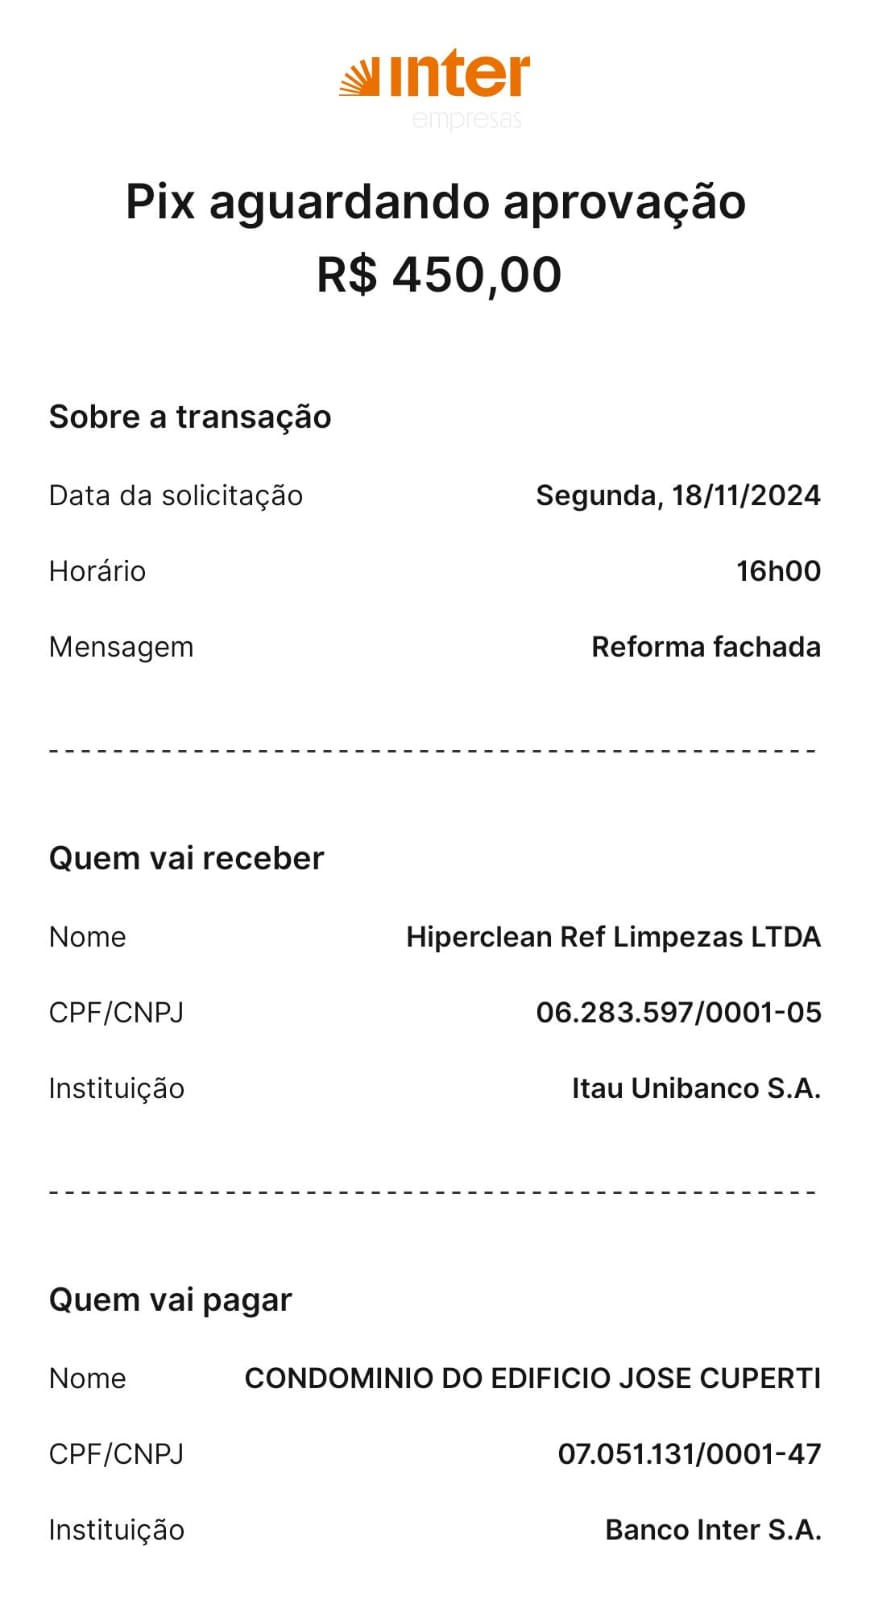 inter
empresas
Pix aguardando aprovação
R$ 450,00
Sobre a transação
Data da solicitação Segunda, 18/11/2024
Horário 16h00
Mensagem Reforma fachada
Quem vai receber
Nome Hiperclean Ref Limpezas LTDA
CPF/CNPJ 06.283.597/0001-05
Instituição Itau Unibanco S.A.
Quem vai pagar
Nome CONDOMINIO DO EDIFICIO JOSE CUPERTI
CPF/CNPJ 07.051.131/0001-47
Instituição Banco Inter S.A.